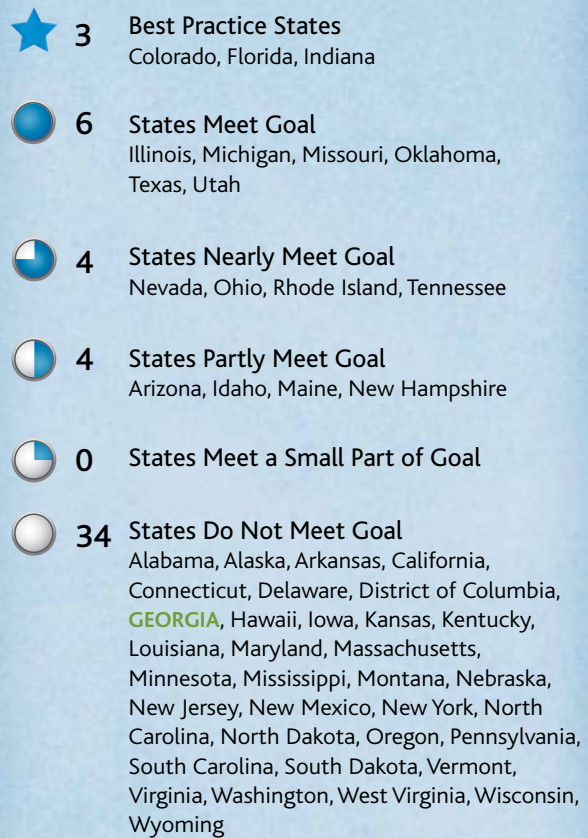 3 Best Practice States
Colorado, Florida, Indiana
6 States Meet Goal
Illinois, Michigan, Missouri, Oklahoma,
Texas, Utah
4 States Nearly Meet Goal
Nevada, Ohio, Rhode Island, Tennessee
4 States Partly Meet Goal
Arizona, Idaho, Maine, New Hampshire
0 States Meet a Small Part of Goal
34 States Do Not Meet Goal
Alabama, Alaska, Arkansas, California,
Connecticut, Delaware, District of Columbia,
GEORGIA, Hawaii, Iowa, Kansas, Kentucky,
Louisiana, Maryland, Massachusetts,
Minnesota, Mississippi, Montana, Nebraska,
New Jersey, New Mexico, New York, North
Carolina, North Dakota, Oregon, Pennsylvania,
South Carolina, South Dakota, Vermont,
Virginia, Washington, West Virginia, Wisconsin,
Wyoming